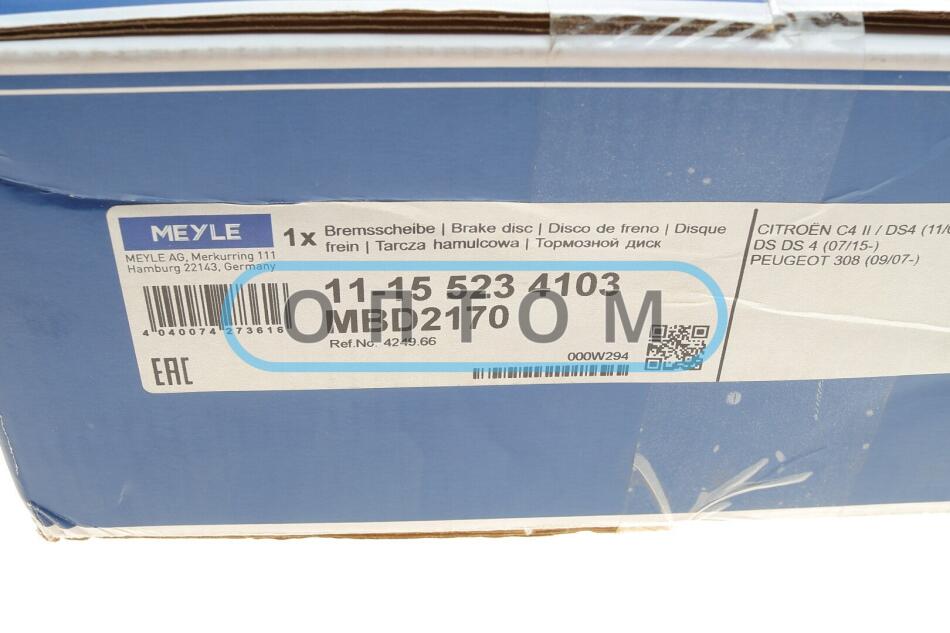 MEYLE
MEYLE AG, Merkurring 111
Hamburg 22143, Germany
1x Bremsscheibe | Brake disc | Disco de freno | Disque
frein | Tarcza hamulcowa | Тормозной диск
11-15 523 4103
MBD2170
Ref.No. 4249.66
4 040074 273616
000W294
EAC
CITROËN C4 II / DS4 (11/
DS DS 4 (07/15-)
PEUGEOT 308 (09/07-)
ОПТОМ